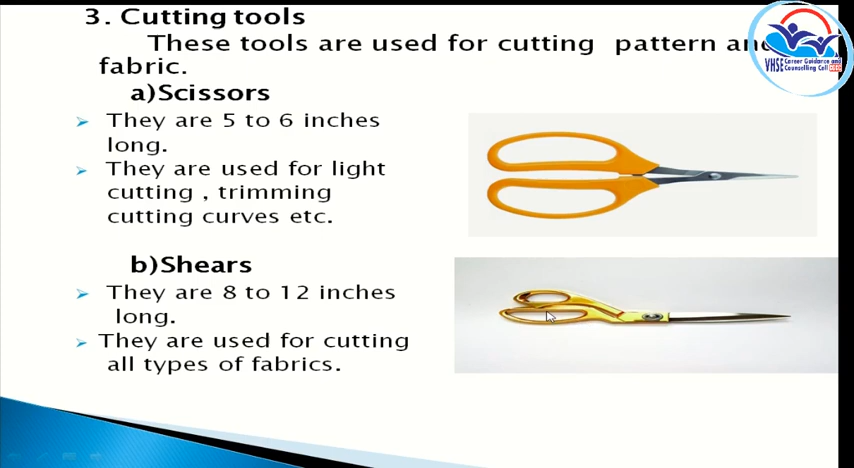 3. Cutting tools
These tools are used for cutting pattern and
fabric.
a)Scissors
They are 5 to 6 inches
long.
They are used for light
cutting , trimming
cutting curves etc.
b)Shears
They are 8 to 12 inches
long.
They are used for cutting
all types of fabrics.
VHSE Career Guidance and
Counselling Cell